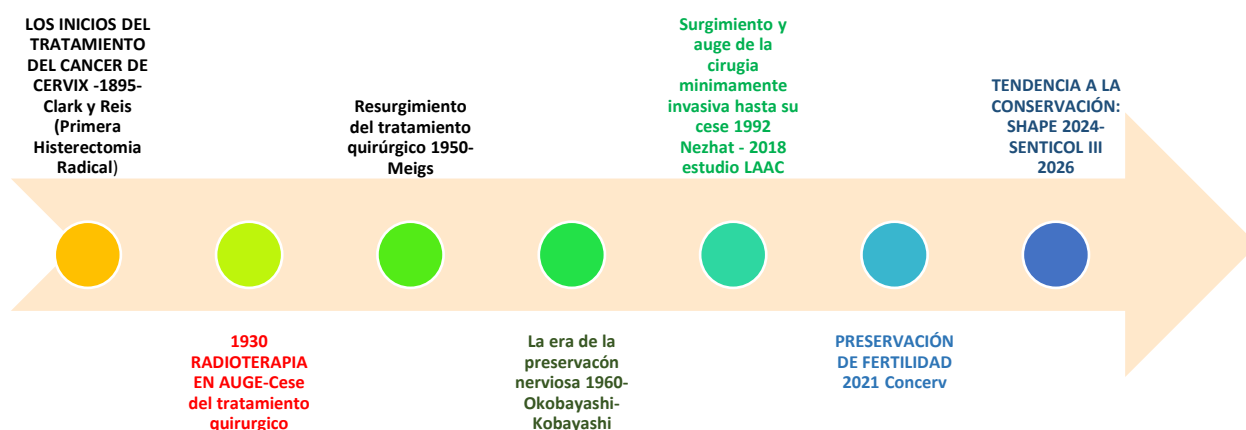 LOS INICIOS DEL
TRATAMIENTO
DEL CANCER DE
CERVIX -1895-
Clark y Reis
(Primera
Histerectomia
Radical)
1930
RADIOTERAPIA
EN AUGE-Cese
del tratamiento
quirurgico
Resurgimiento
del tratamiento
quirúrgico 1950-
Meigs
La era de la
preservacón
nerviosa 1960-
Okobayashi-
Kobayashi
Surgimiento y
auge de la
cirugia
minimamente
invasiva hasta su
cese 1992
Nezhat - 2018
estudio LAAC
PRESERVACIÓN
DE FERTILIDAD
2021 Concerv
TENDENCIA A LA
CONSERVACIÓN:
SHAPE 2024-
SENTICOL III
2026